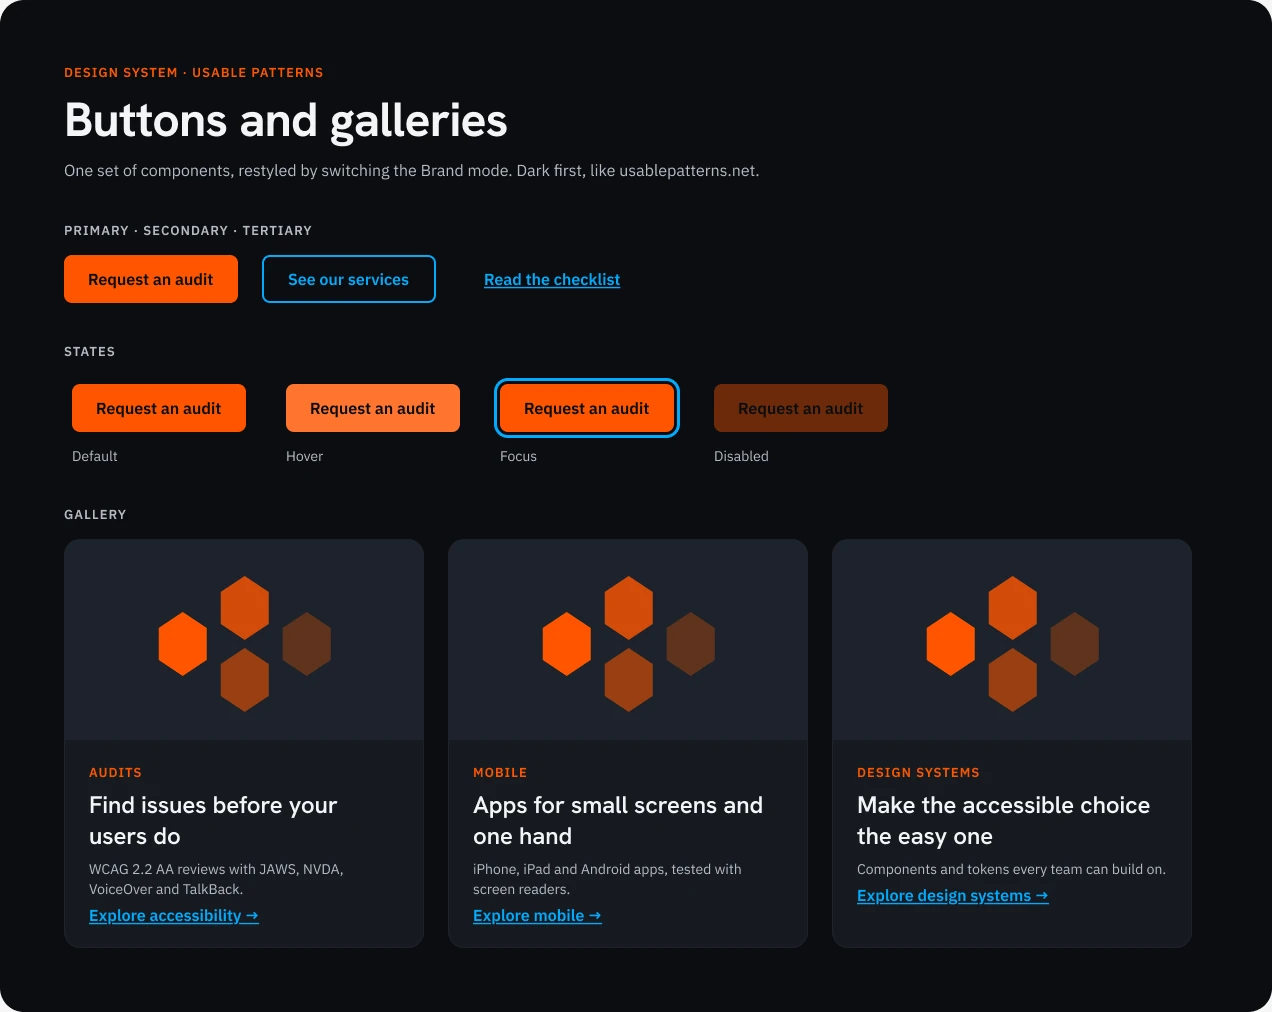 DESIGN SYSTEM · USABLE PATTERNS
Buttons and galleries
One set of components, restyled by switching the Brand mode. Dark first, like usablepatterns.net.
PRIMARY · SECONDARY · TERTIARY
Request an audit
See our services
Read the checklist
STATES
Request an audit
Request an audit
Request an audit
Request an audit
Default
Hover
Focus
Disabled
GALLERY
AUDITS
Find issues before your
users do
WCAG 2.2 AA reviews with JAWS, NVDA,
VoiceOver and TalkBack.
Explore accessibility →
MOBILE
Apps for small screens and
one hand
iPhone, iPad and Android apps, tested with
screen readers.
Explore mobile →
DESIGN SYSTEMS
Make the accessible choice
the easy one
Components and tokens every team can build on.
Explore design systems →